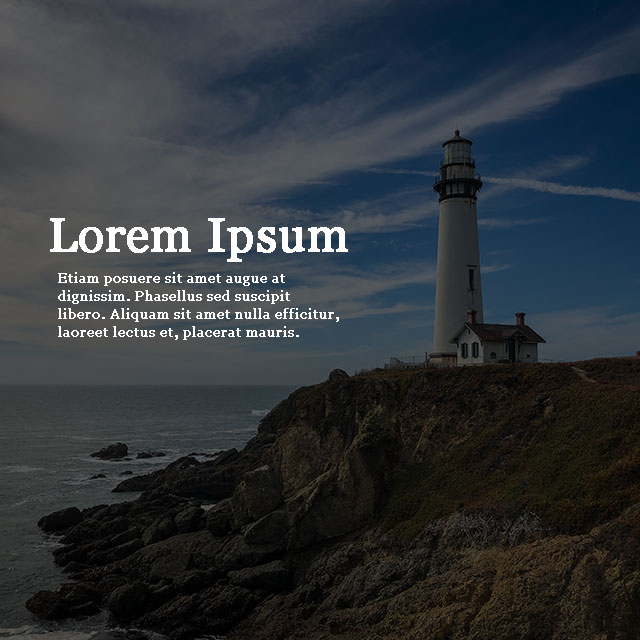 Lorem Ipsum
Etiam posuere sit amet augue at
dignissim. Phasellus sed suscipit
libero. Aliquam sit amet nulla efficitur,
laoreet lectus et, placerat mauris.